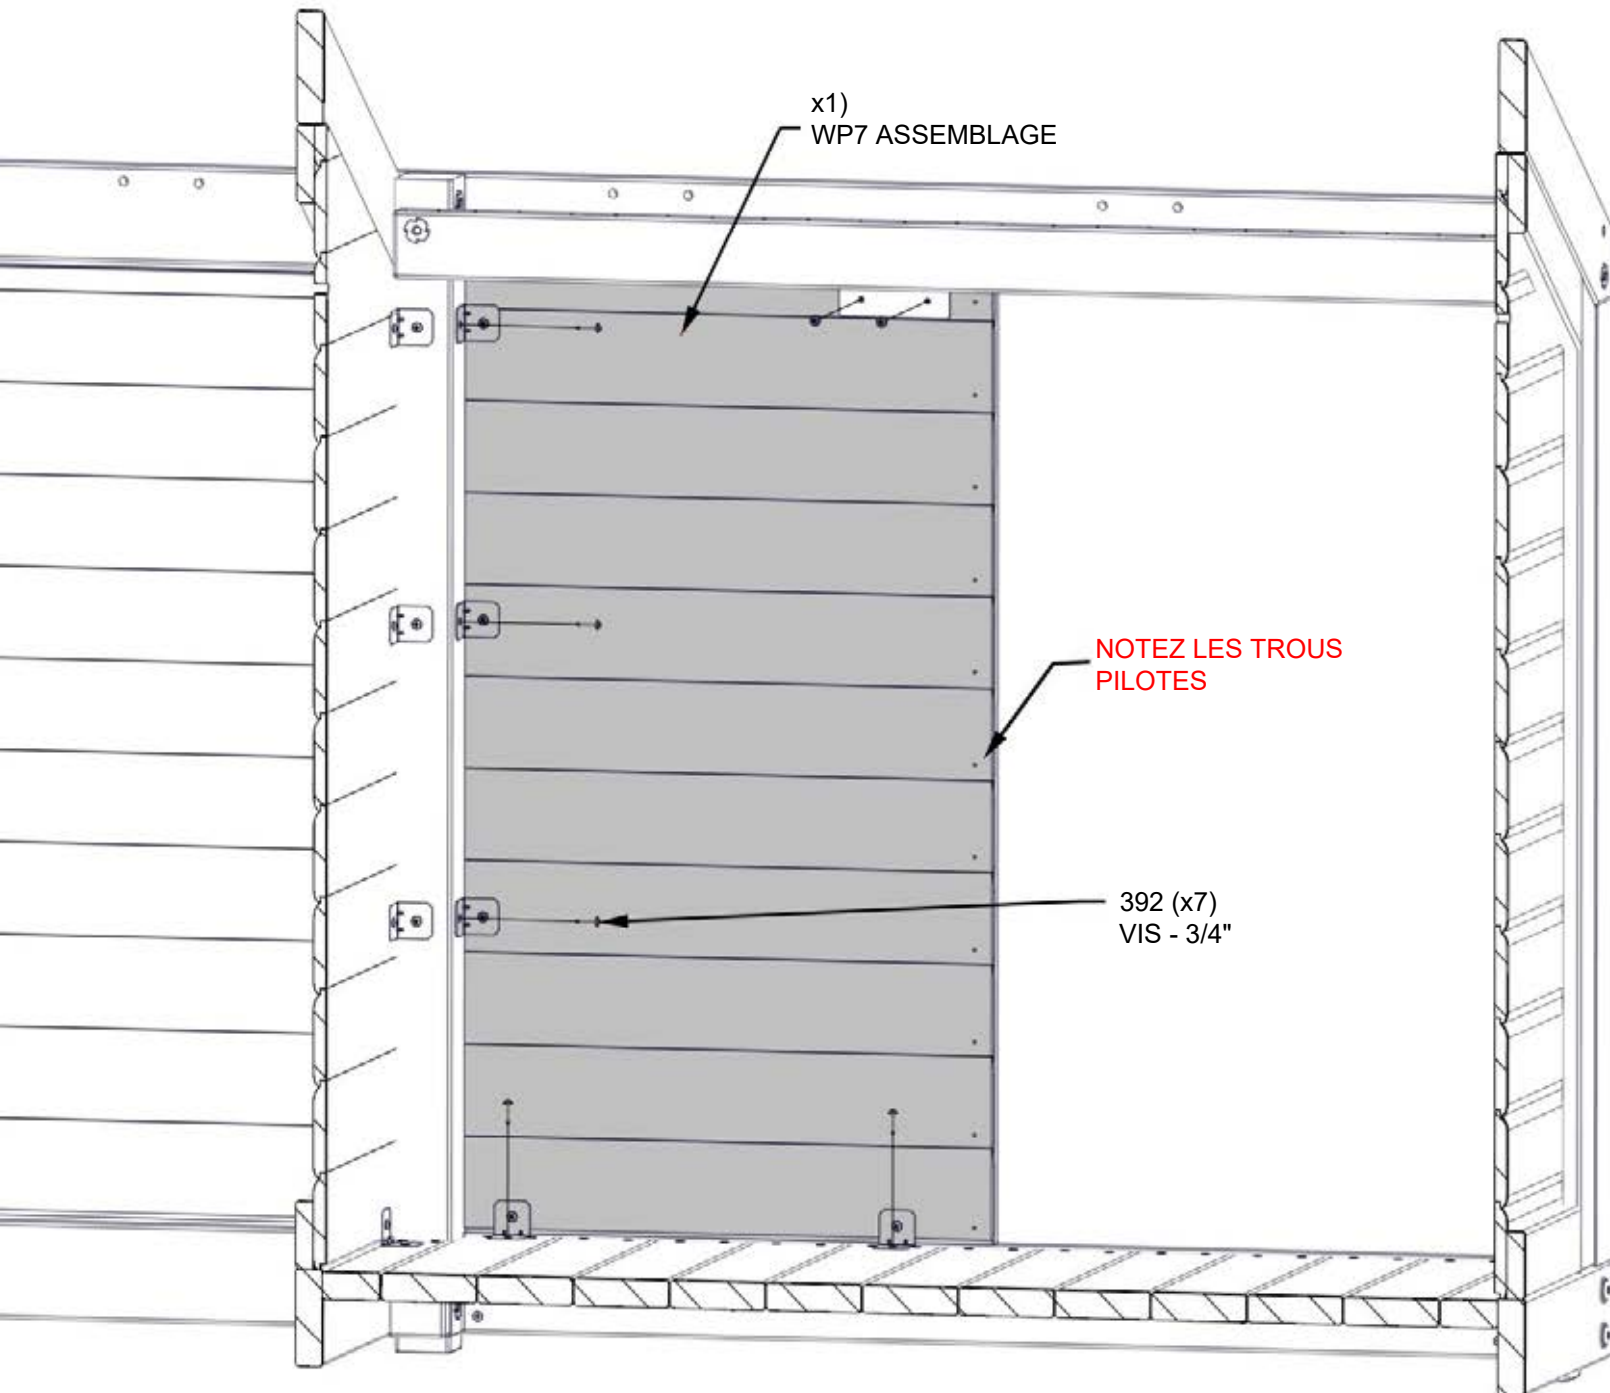 x1)
WP7 ASSEMBLAGE
NOTEZ LES TROUS
PILOTES
392 (x7)
VIS - 3/4"